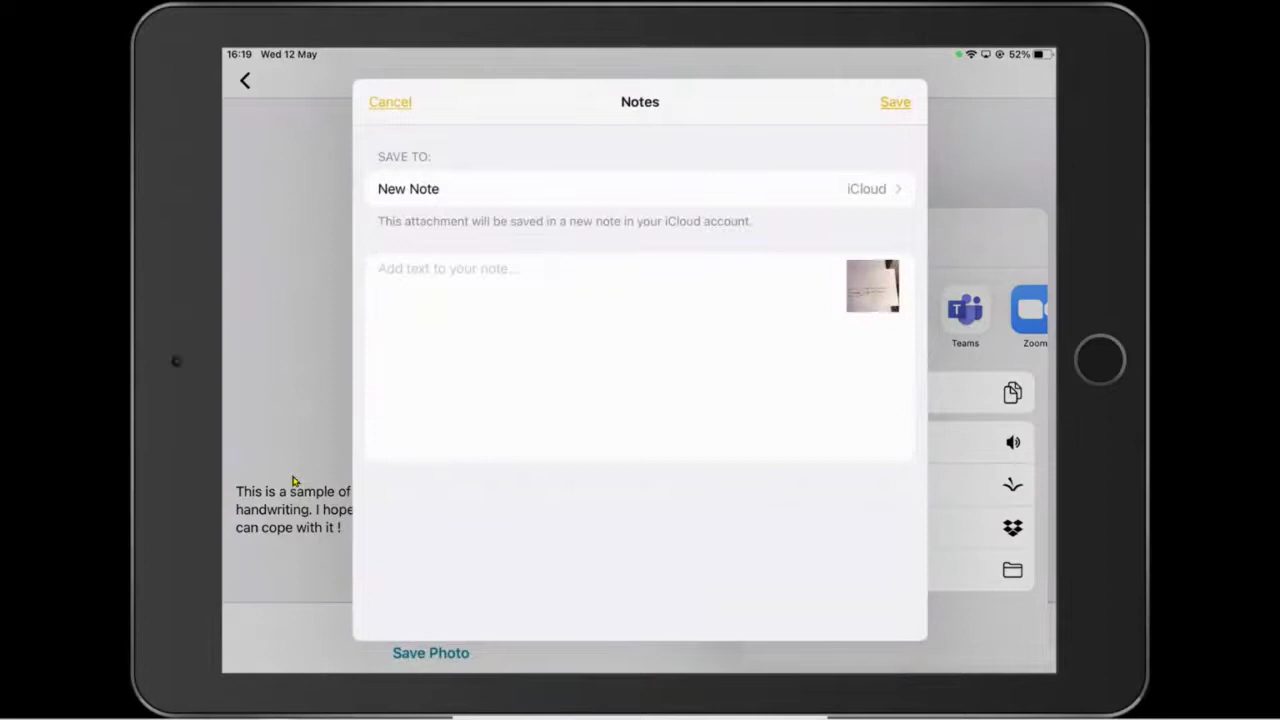 16:19 Wed 12 May 52%
Cancel Notes Save
SAVE TO:
New Note iCloud
This attachment will be saved in a new note in your iCloud account.
Add text to your note...
Teams Zoom
This is a sample of
handwriting. I hope
can cope with it !
Save Photo